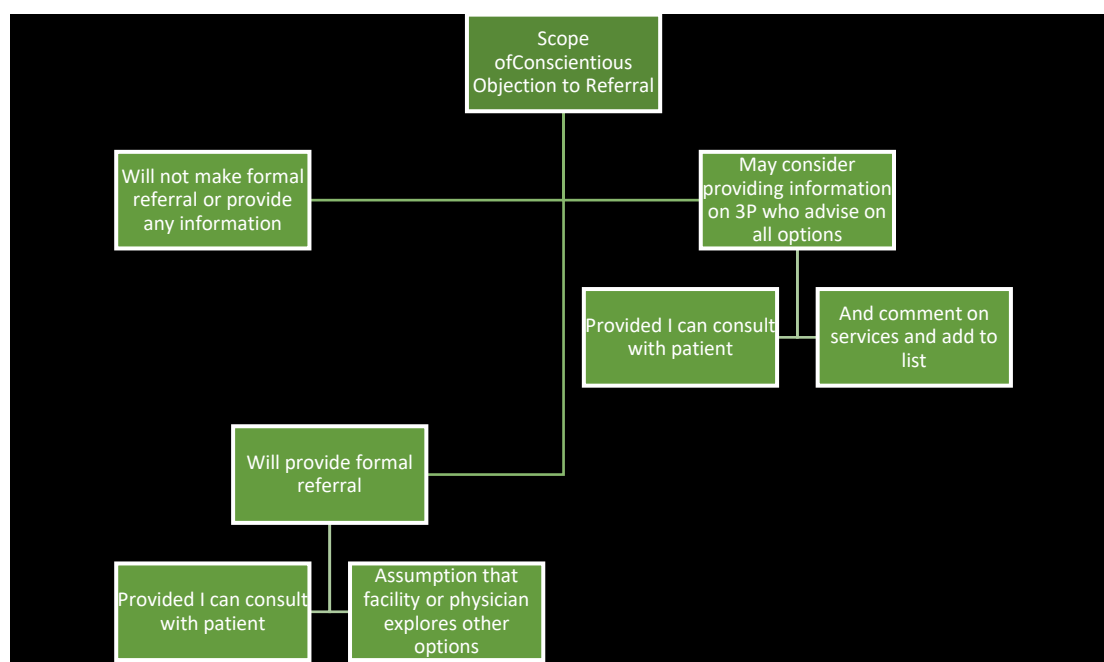 Scope
ofConscientious
Objection to Referral
Will not make formal
referral or provide
any information
May consider
providing information
on 3P who advise on
all options
Provided I can consult
with patient
And comment on
services and add to
list
Will provide formal
referral
Provided I can consult
with patient
Assumption that
facility or physician
explores other
options